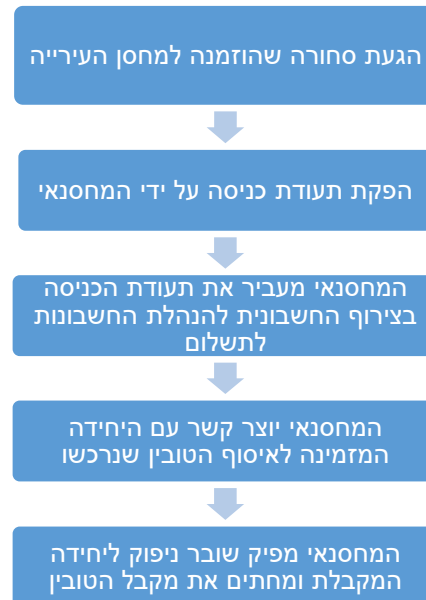 הגעת סחורה שהוזמנה למחסן העירייה
הפקת תעודת כניסה על ידי המחסנאי
המחסנאי מעביר את תעודת הכניסה
בצירוף החשבונית להנהלת החשבונות
לתשלום
המחסנאי יוצר קשר עם היחידה
המזמינה לאיסוף הטובין שנרכשו
המחסנאי מפיק שובר ניפוק ליחידה
המקבלת ומחתים את מקבל הטובין